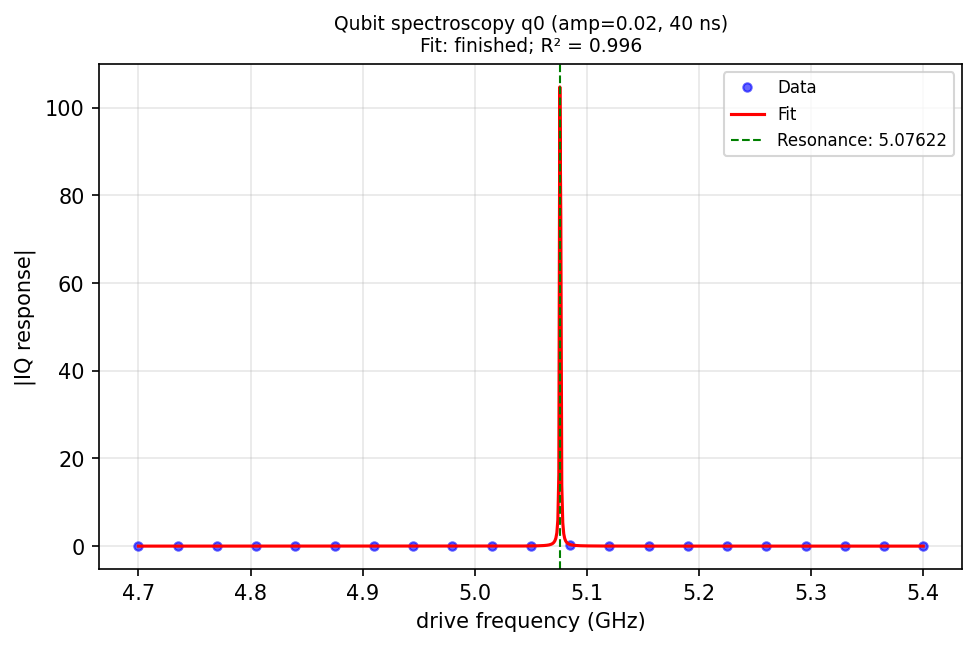 Qubit spectroscopy q0 (amp=0.02, 40 ns)
Fit: finished; R² = 0.996
Data
Fit
Resonance: 5.07622
|IQ response|
100
80
60
40
20
0
4.7 4.8 4.9 5.0 5.1 5.2 5.3 5.4
drive frequency (GHz)